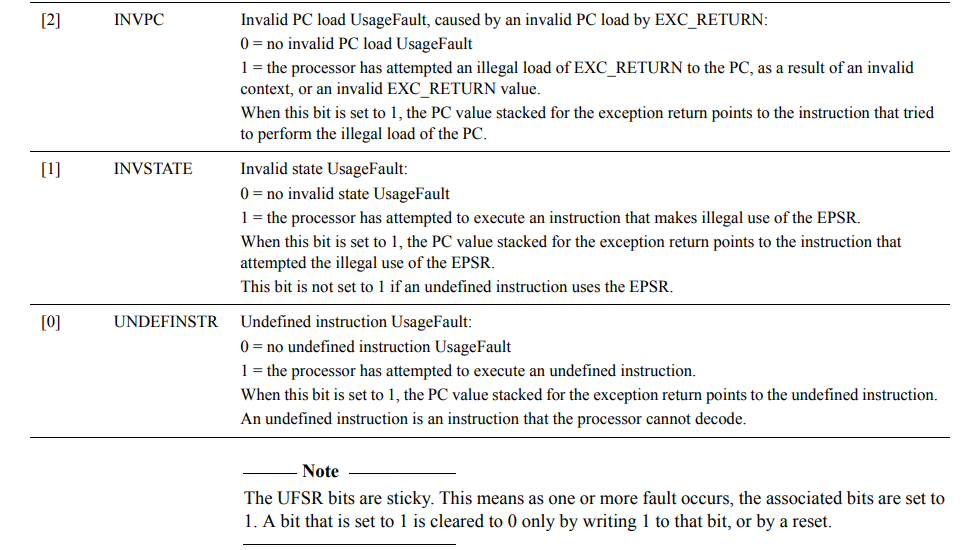 [2] INVPC Invalid PC load UsageFault, caused by an invalid PC load by EXC_RETURN:
0 = no invalid PC load UsageFault
1 = the processor has attempted an illegal load of EXC_RETURN to the PC, as a result of an invalid
context, or an invalid EXC_RETURN value.
When this bit is set to 1, the PC value stacked for the exception return points to the instruction that tried
to perform the illegal load of the PC.
[1] INVSTATE Invalid state UsageFault:
0 = no invalid state UsageFault
1 = the processor has attempted to execute an instruction that makes illegal use of the EPSR.
When this bit is set to 1, the PC value stacked for the exception return points to the instruction that
attempted the illegal use of the EPSR.
This bit is not set to 1 if an undefined instruction uses the EPSR.
[0] UNDEFINSTR Undefined instruction UsageFault:
0 = no undefined instruction UsageFault
1 = the processor has attempted to execute an undefined instruction.
When this bit is set to 1, the PC value stacked for the exception return points to the undefined instruction.
An undefined instruction is an instruction that the processor cannot decode.
Note
The UFSR bits are sticky. This means as one or more fault occurs, the associated bits are set to
1. A bit that is set to 1 is cleared to 0 only by writing 1 to that bit, or by a reset.